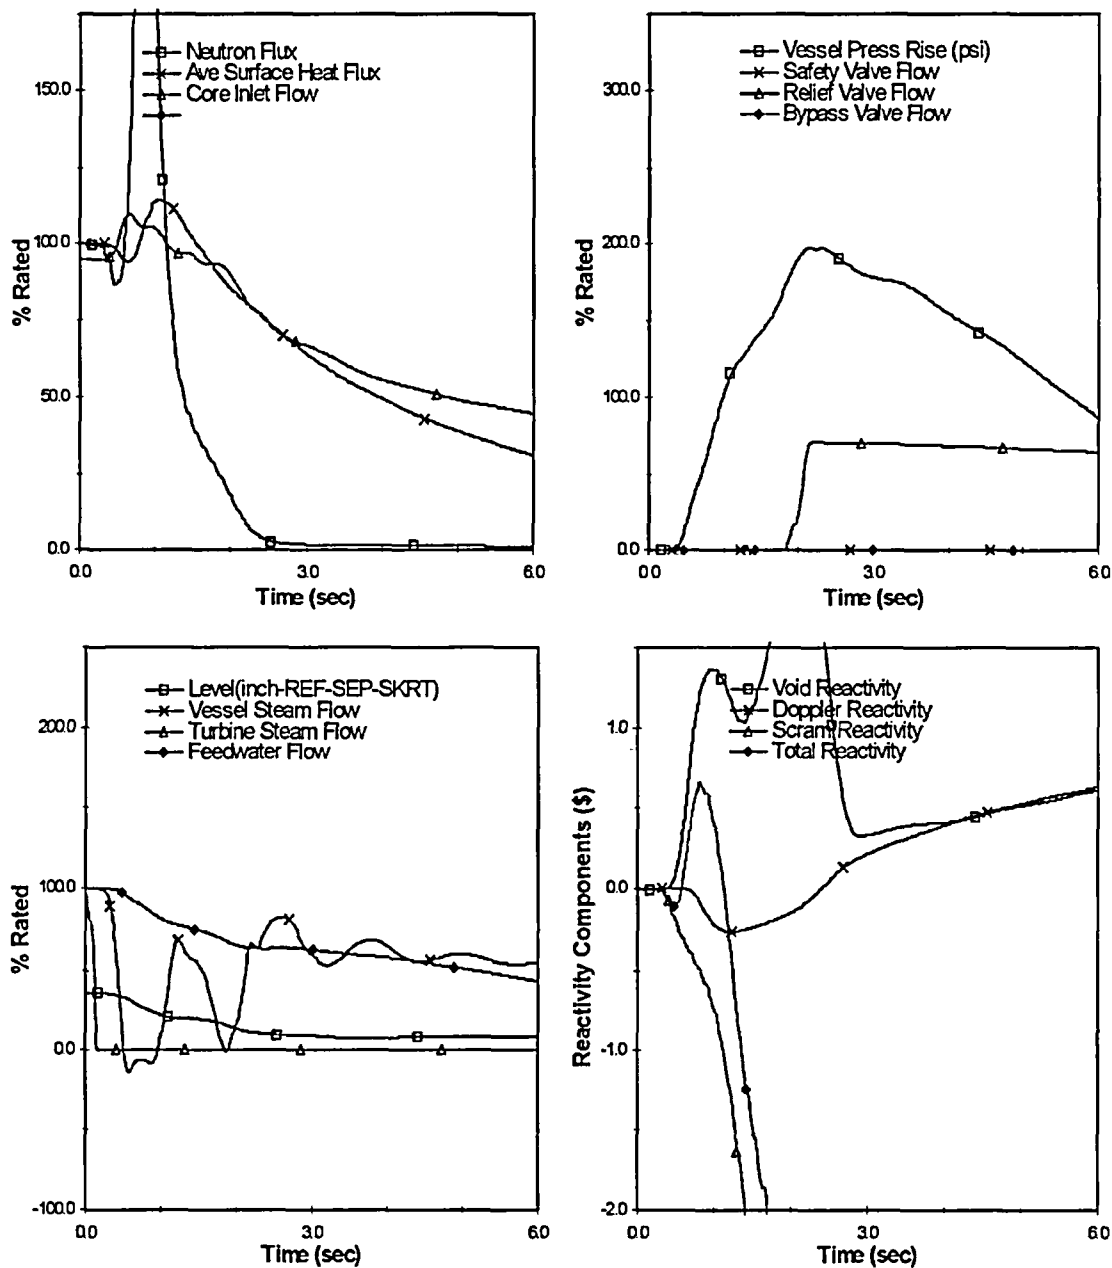 Neutron Flux
Ave Surface Heat Flux
Core Inlet Flow
150.0
100.0
50.0
0.0
% Rated
0.0
6.0
Time (sec)
Vessel Press Rise (psi)
Safety Valve Flow
Relief Valve Flow
Bypass Valve Flow
300.0
200.0
100.0
0.0
% Rated
0.0
3.0
6.0
Time (sec)
Level(inch-REF-SEP-SKRT)
Vessel Steam Flow
Turbine Steam Flow
Feedwater Flow
200.0
100.0
0.0
-100.0
% Rated
0.0
3.0
6.0
Time (sec)
Void Reactivity
Doppler Reactivity
Scram Reactivity
Total Reactivity
1.0
0.0
-1.0
-2.0
Reactivity Components ($)
0.0
3.0
6.0
Time (sec)